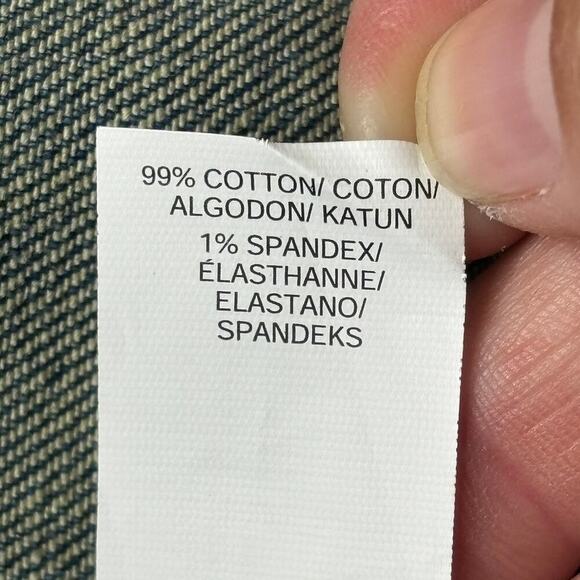 99% COTTON/ COTON/
ALGODON/ KATUN
1% SPANDEX/
ÉLASTHANNE/
ELASTANO/
SPANDEKS